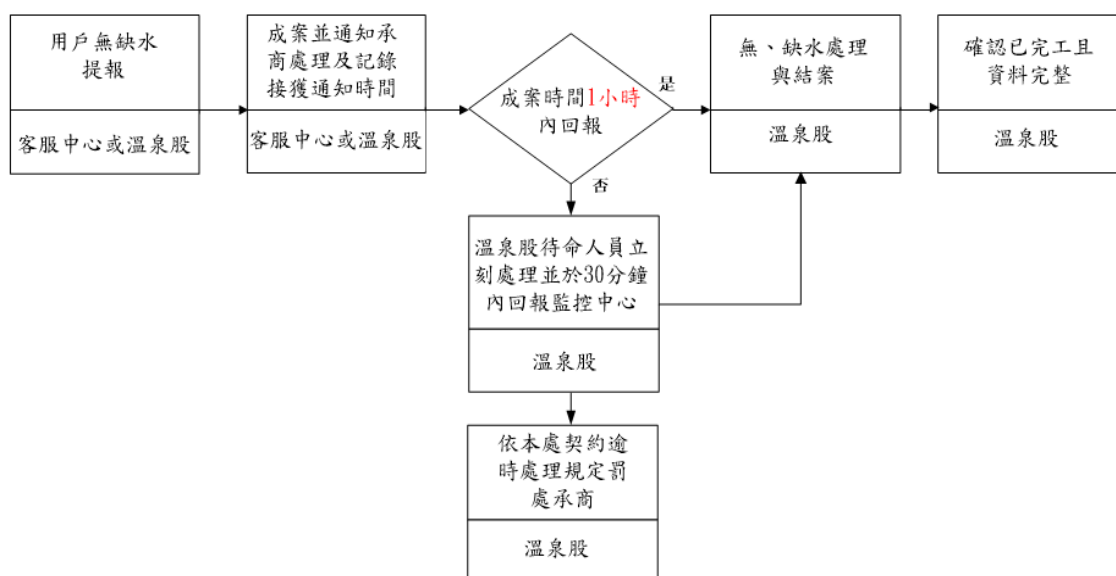 用戶無缺水
提報
客服中心或溫泉股
成案並通知承
商處理及記錄
接獲通知時間
客服中心或溫泉股
成案時間1小時
內回報
是
否
無、缺水處理
與結案
溫泉股
確認已完工且
資料完整
溫泉股
溫泉股待命人員立
刻處理並於30分鐘
內回報監控中心
溫泉股
依本處契約逾
時處理規定罰
處承商
溫泉股